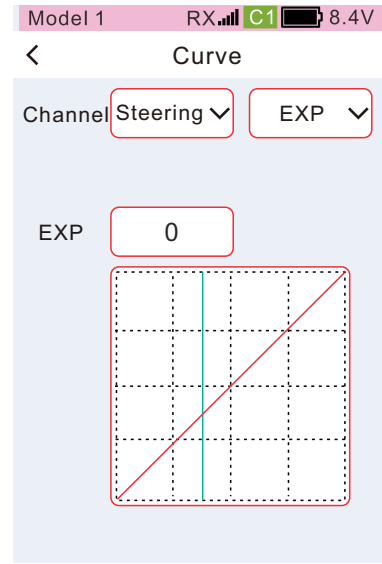 Model 1 RX C1 8.4V
Curve
Channel Steering EXP
EXP 0